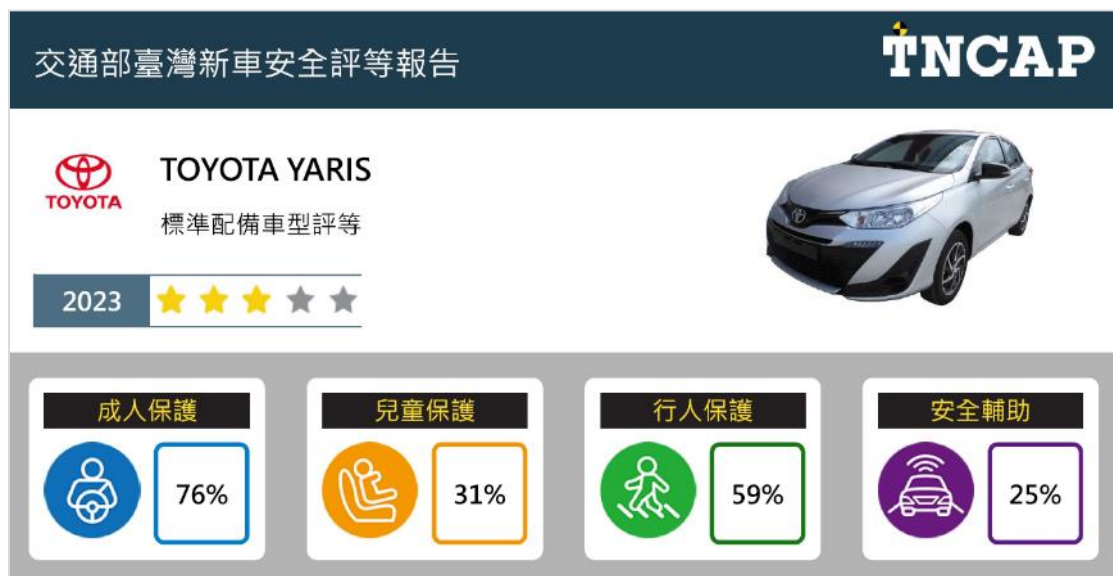 交通部臺灣新車安全評等報告
TNCAP
TOYOTA
TOYOTA YARIS
標準配備車型評等
2023
成人保護
兒童保護
行人保護
安全輔助
76%
31%
59%
25%